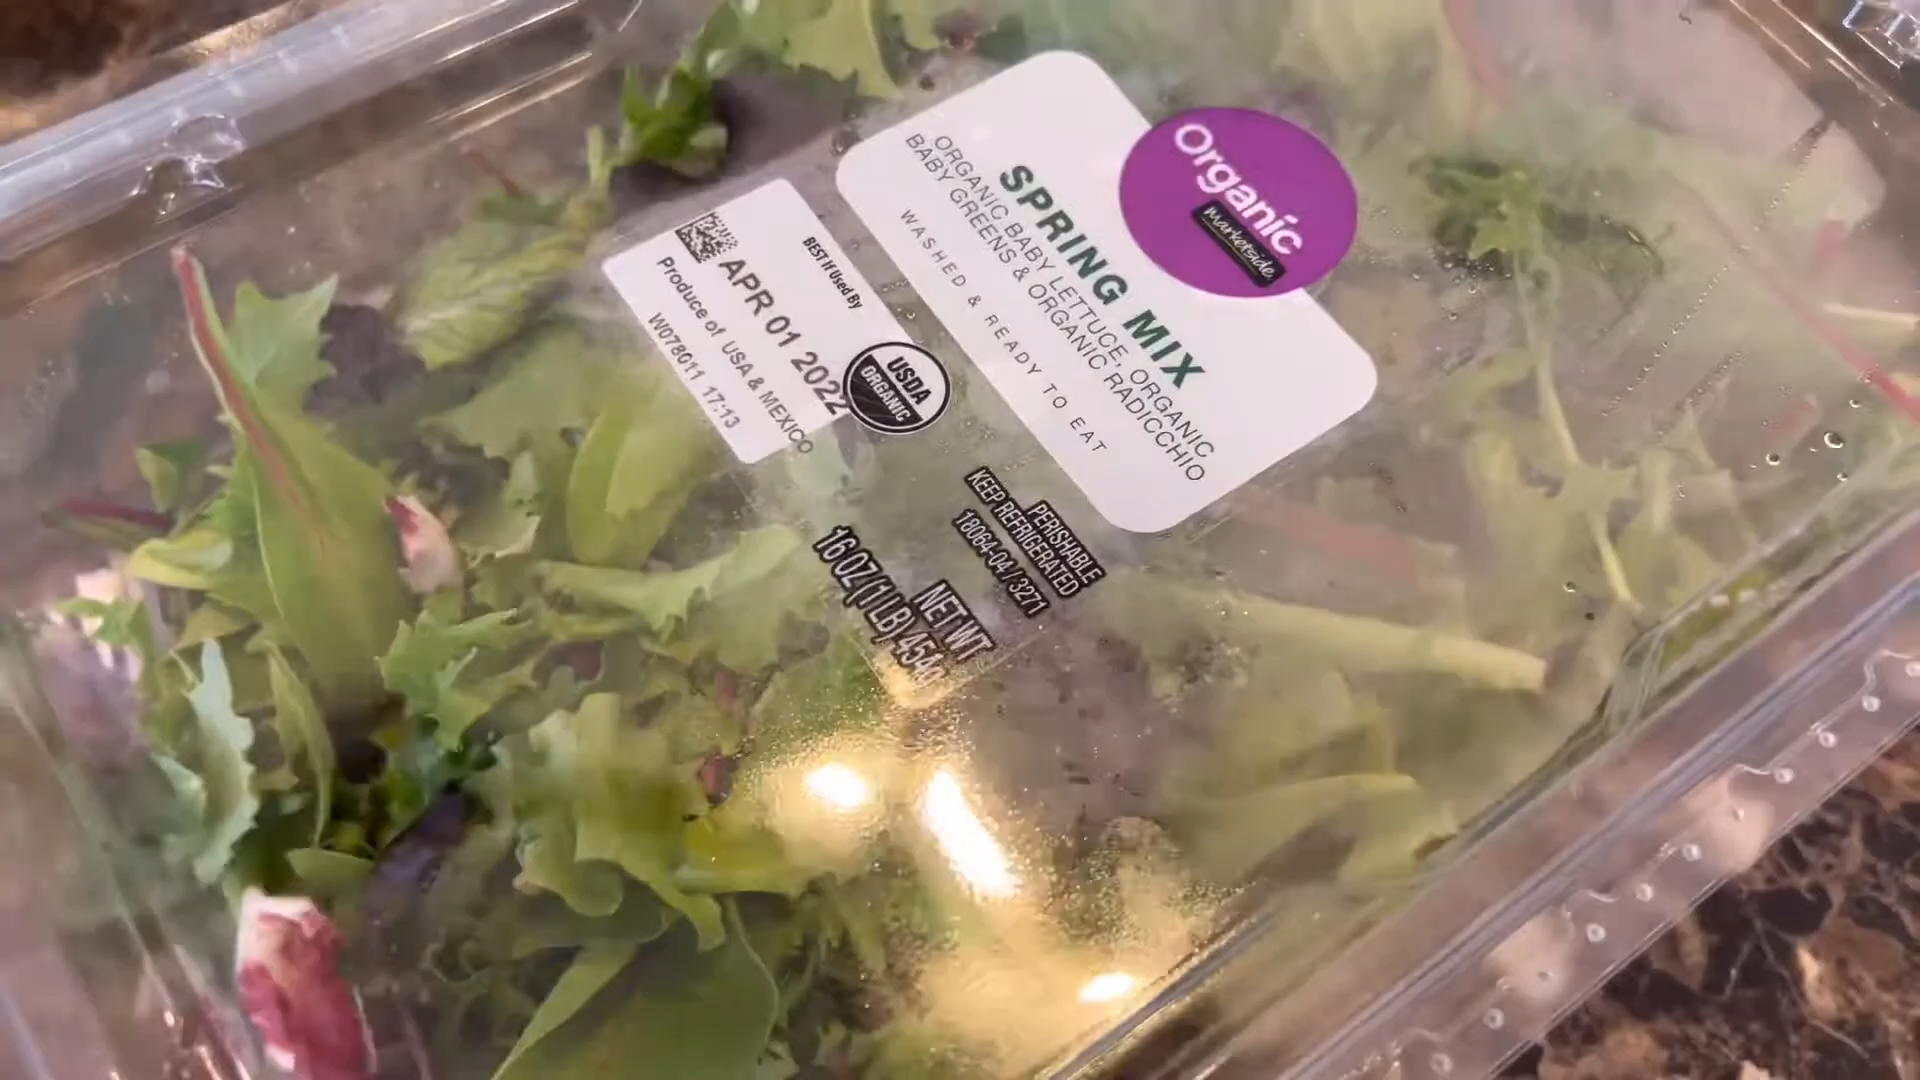 Organic
marketside
SPRING MIX
ORGANIC BABY LETTUCE, ORGANIC
BABY GREENS & ORGANIC RADICCHIO
WASHED & READY TO EAT
BEST If Used By
APR 01 2022
Produce of USA & MEXICO
W078011 17:13
USDA
ORGANIC
PERISHABLE
KEEP REFRIGERATED
18064-04 / 3271
NET WT
16 OZ (1 LB) 454g